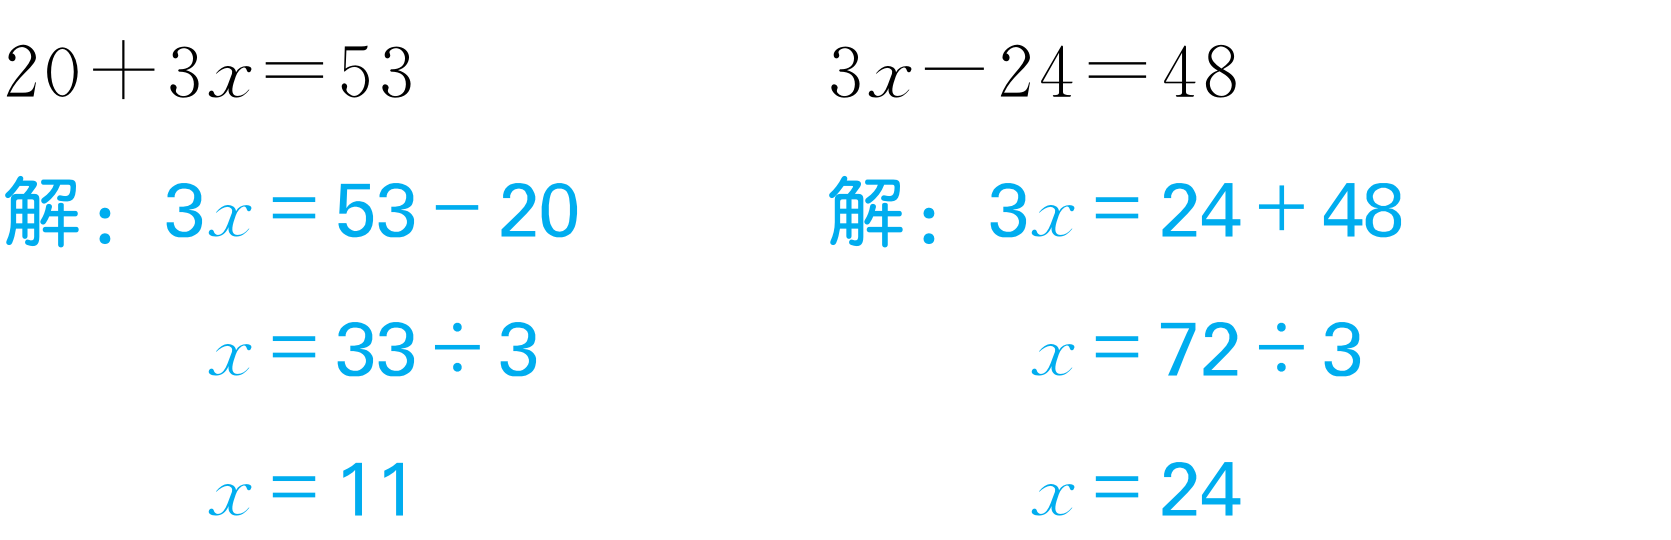 20+3x=53
解：3x=53-20
x=33÷3
x=11
3x-24=48
解：3x=24+48
x=72÷3
x=24